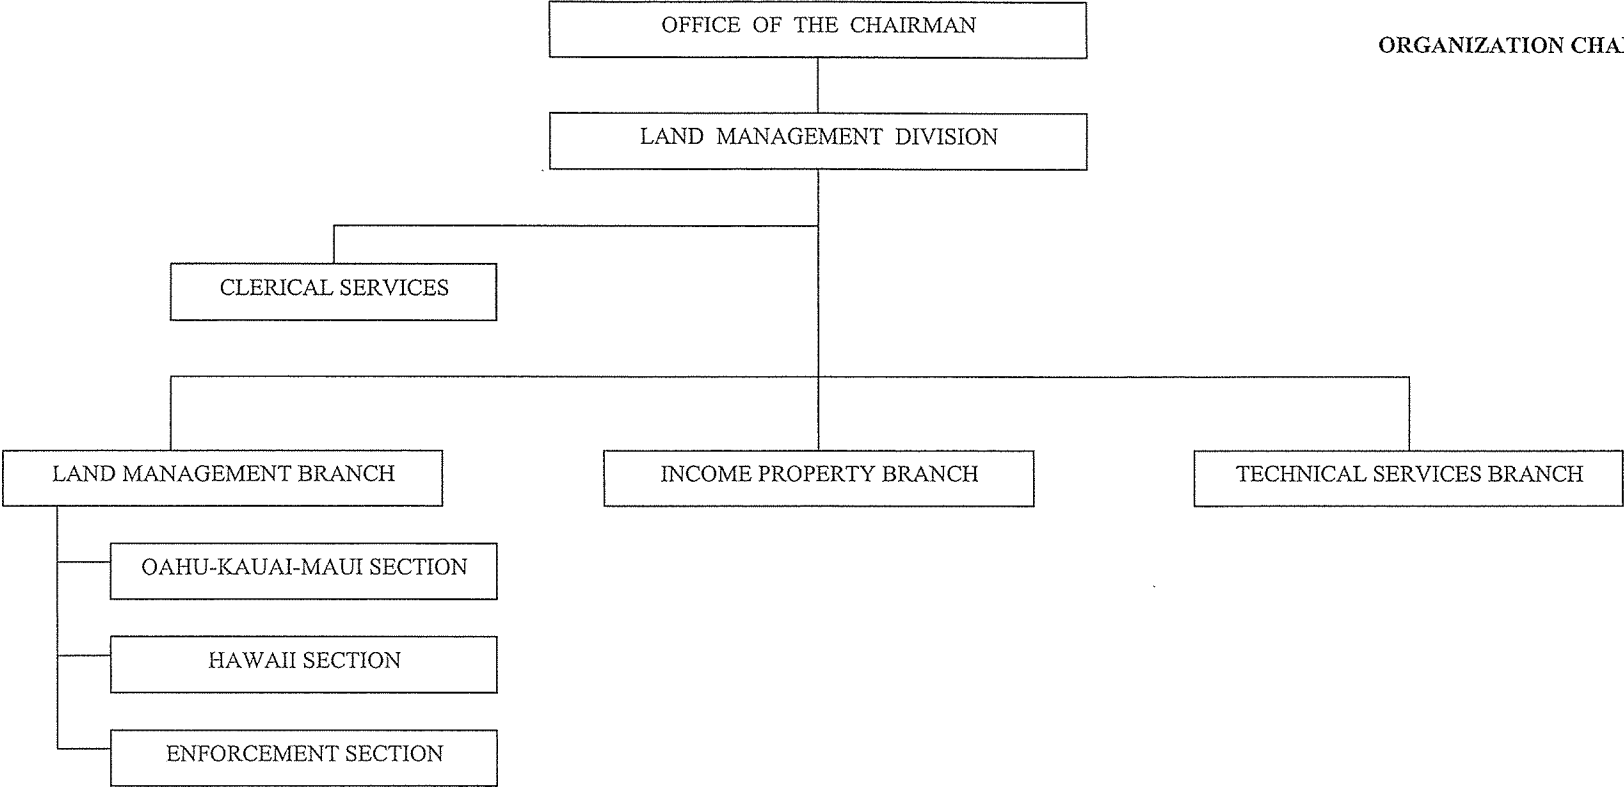 OFFICE OF THE CHAIRMAN
ORGANIZATION
LAND MANAGEMENT DIVISION
CLERICAL SERVICES
LAND MANAGEMENT BRANCH
INCOME PROPERTY BRANCH
TECHNICAL SERVICES BRANCH
OAHU-KAUAI-MAUI SECTION
HAWAII SECTION
ENFORCEMENT SECTION